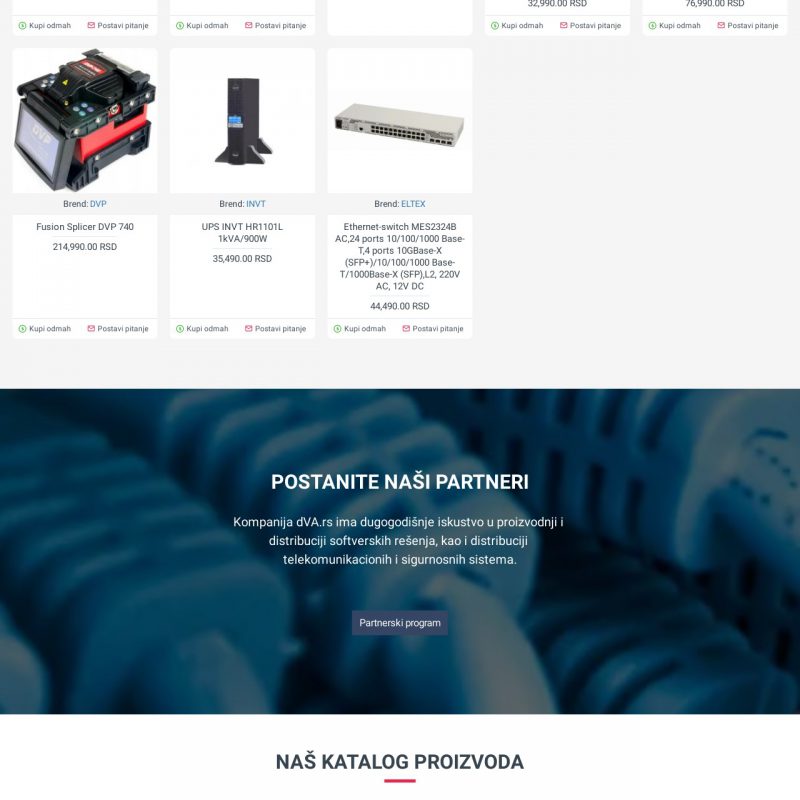 32,990.00 RSD
76,990.00 RSD
Kupi odmah Postavi pitanje
Kupi odmah Postavi pitanje
Kupi odmah Postavi pitanje
Kupi odmah Postavi pitanje
DVP
Brend: DVP
Fusion Splicer DVP 740
214,990.00 RSD
Kupi odmah Postavi pitanje
Brend: INVT
UPS INVT HR1101L
1kVA/900W
35,490.00 RSD
Kupi odmah Postavi pitanje
Brend: ELTEX
Ethernet-switch MES2324B
AC,24 ports 10/100/1000 Base-
T,4 ports 10GBase-X
(SFP+)/10/100/1000 Base-
T/1000Base-X (SFP),L2, 220V
AC, 12V DC
44,490.00 RSD
Kupi odmah Postavi pitanje
POSTANITE NAŠI PARTNERI
Kompanija dVA.rs ima dugogodišnje iskustvo u proizvodnji i
distribuciji softverskih rešenja, kao i distribuciji
telekomunikacionih i sigurnosnih sistema.
Partnerski program
NAŠ KATALOG PROIZVODA